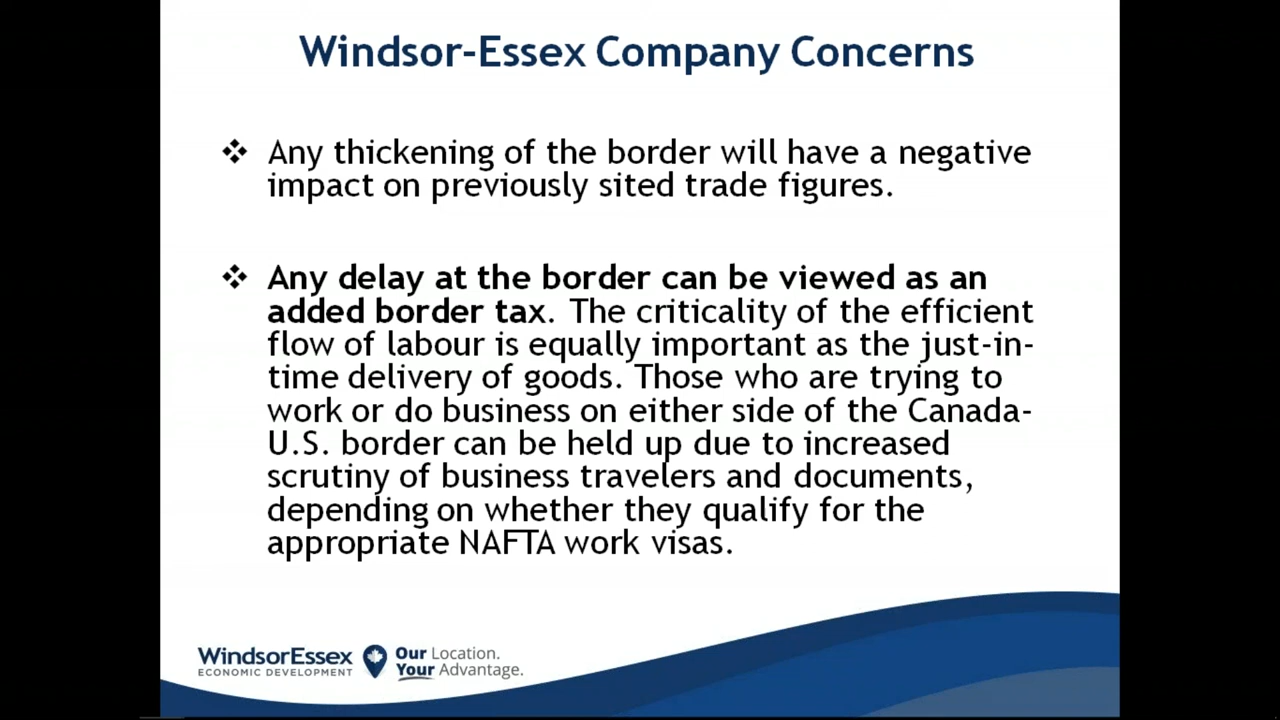 Windsor-Essex Company Concerns
❖ Any thickening of the border will have a negative
impact on previously sited trade figures.
❖ Any delay at the border can be viewed as an
added border tax. The criticality of the efficient
flow of labour is equally important as the just-in-
time delivery of goods. Those who are trying to
work or do business on either side of the Canada-
U.S. border can be held up due to increased
scrutiny of business travelers and documents,
depending on whether they qualify for the
appropriate NAFTA work visas.
WindsorEssex
ECONOMIC DEVELOPMENT
Our Location.
Your Advantage.